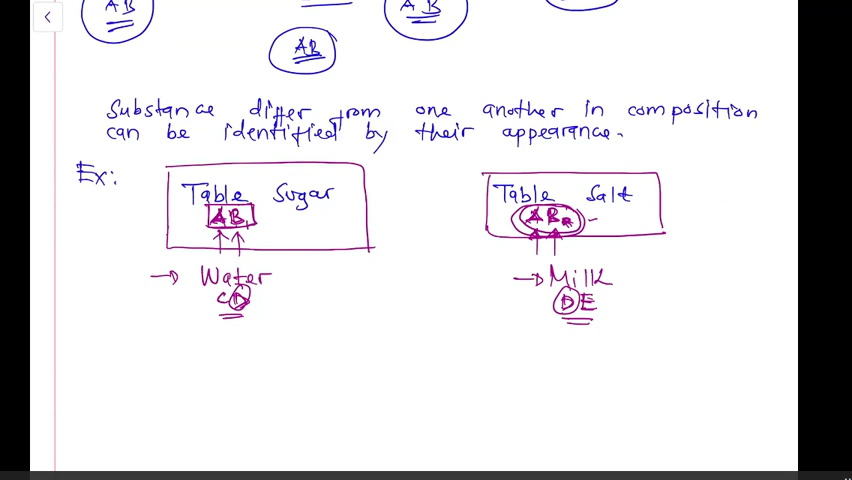 AB
AB
AB
Substance differ from one another in composition
can be identified by their appearance.
Ex:
Table Sugar
Table Salt
AB
AB
Water
Milk
CD
DE